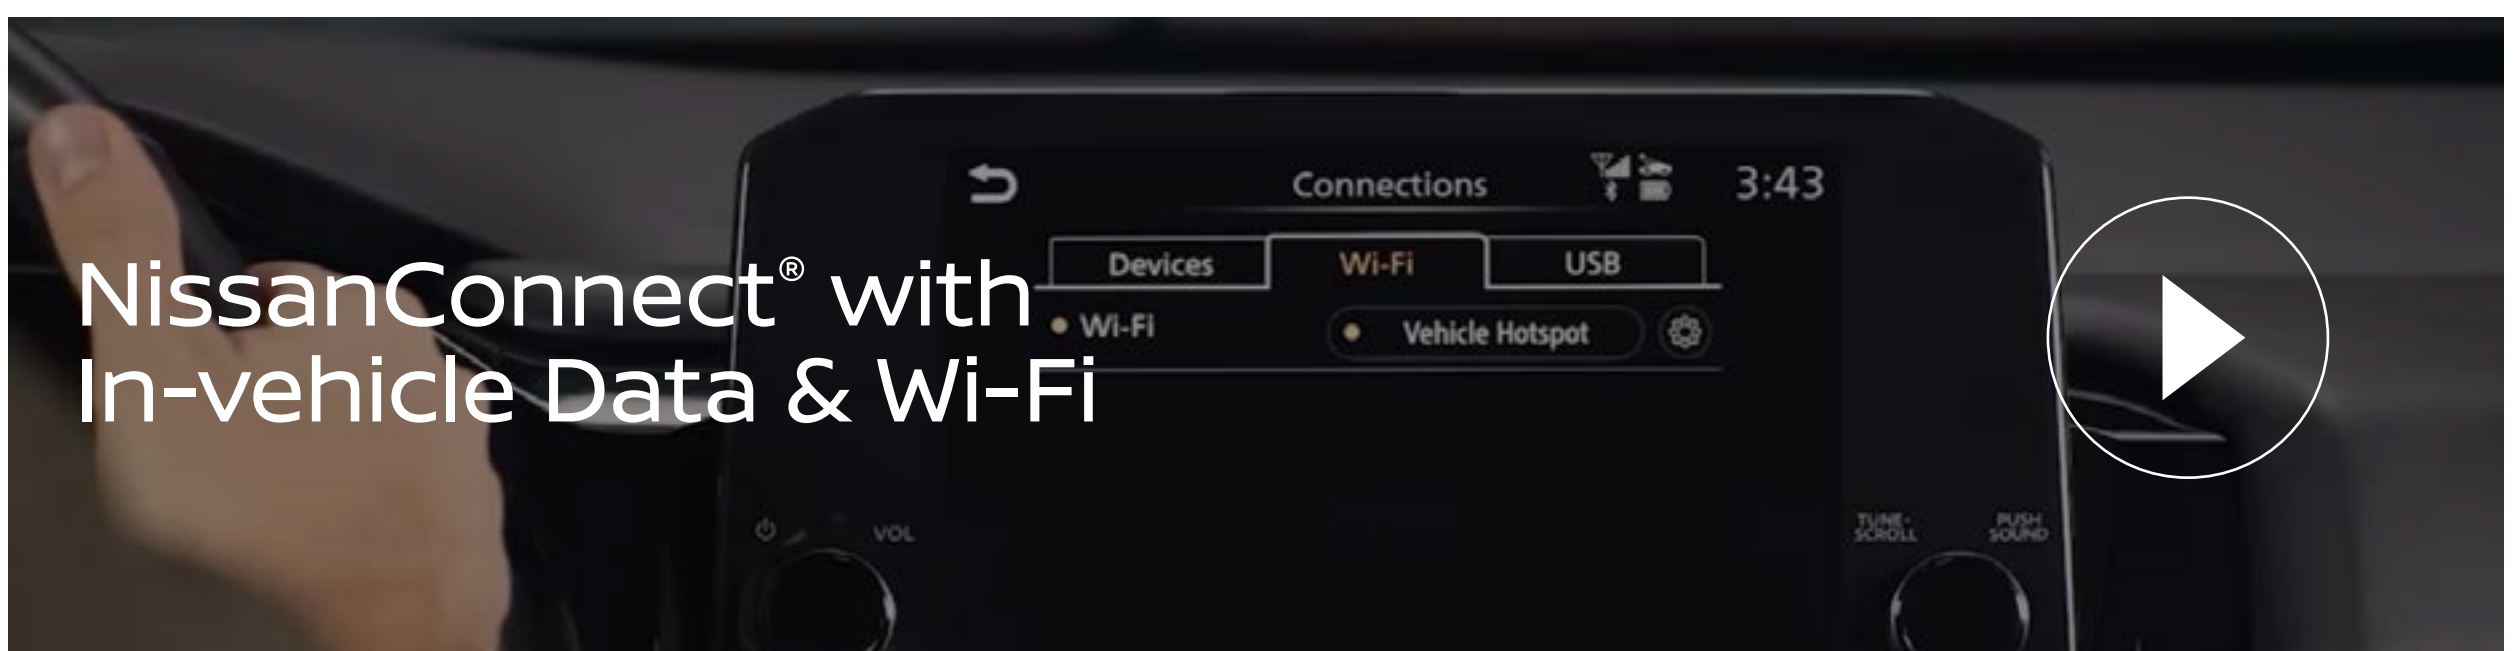 Connections
3:43
Devices
Wi-Fi
USB
NissanConnect® with
In-vehicle Data & Wi-Fi
Wi-Fi
Vehicle Hotspot
VOL
TUNE-
SCROLL
PUSH
SOUND